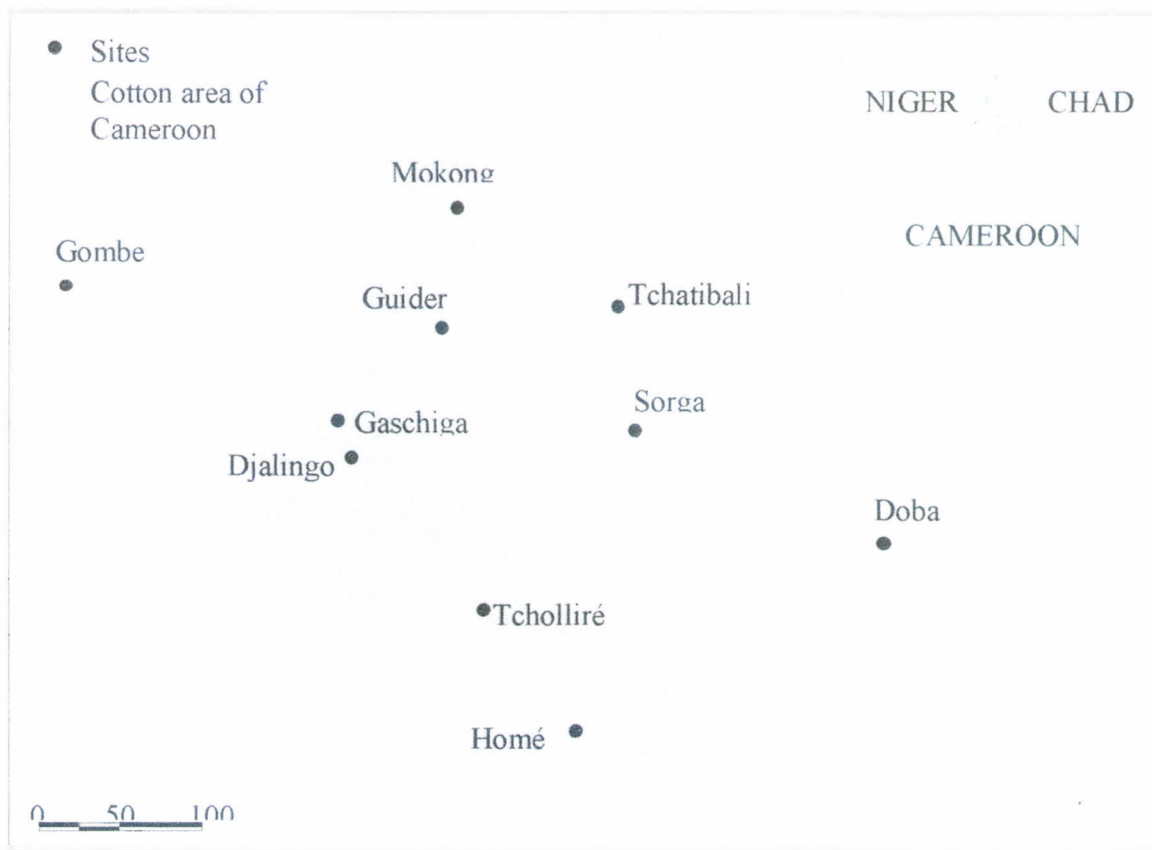 Sites
Cotton area of
Cameroon
NIGER
CHAD
Mokong
CAMEROON
Gombe
Guider
Tchatibali
Sorga
Gaschiga
Djalingo
Doba
Tcholliré
Homé
0 50 100